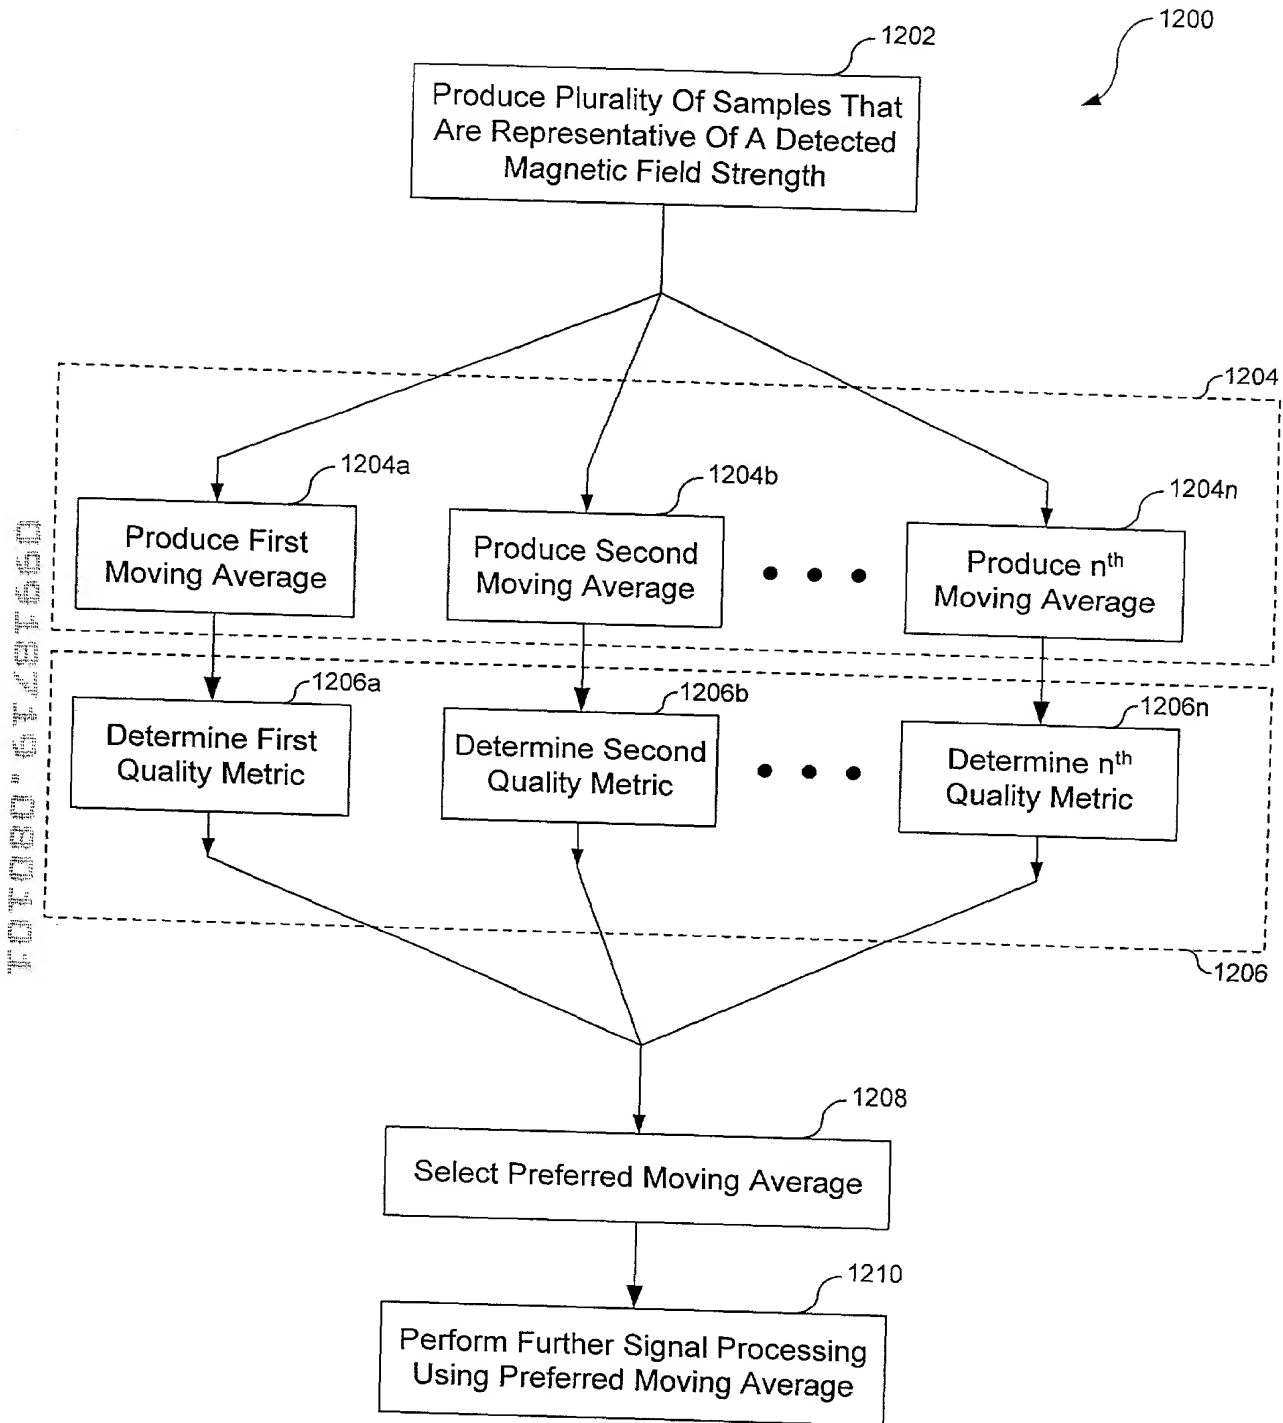 1200
1202
Produce Plurality Of Samples That
Are Representative Of A Detected
Magnetic Field Strength
1204
1204a
1204b
1204n
Produce First
Moving Average
Produce Second
Moving Average
Produce nth
Moving Average
1206a
1206b
1206n
Determine First
Quality Metric
Determine Second
Quality Metric
Determine nth
Quality Metric
1206
1208
Select Preferred Moving Average
1210
Perform Further Signal Processing
Using Preferred Moving Average